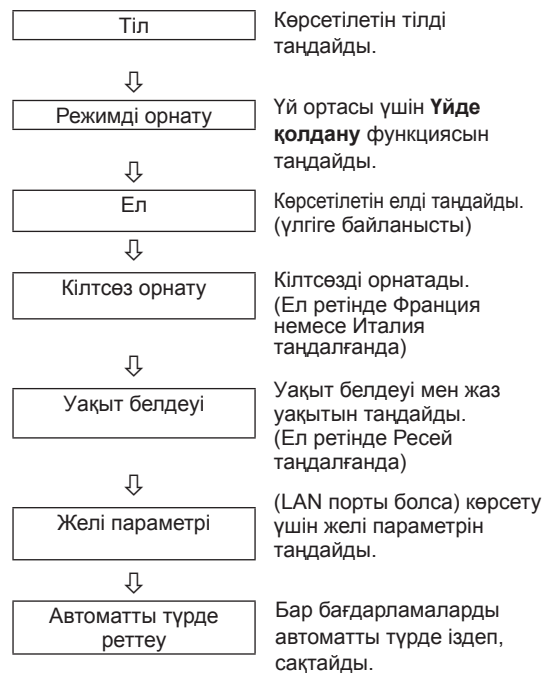 Тіл
Көрсетілетін тілді
таңдайды.
Режимді орнату
Үй ортасы үшін Үйде
қолдану функциясын
таңдайды.
Ел
Көрсетілетін елді таңдайды.
(үлгіге байланысты)
Кілтсөз орнату
Кілтсөзді орнатады.
(Ел ретінде Франция
немесе Италия
таңдалғанда)
Уақыт белдеуі
Уақыт белдеуі мен жаз
уақытын таңдайды.
(Ел ретінде Ресей
таңдалғанда)
Желі параметрі
(LAN порты болса) көрсету
үшін желі параметрін
таңдайды.
Автоматты түрде
реттеу
Бар бағдарламаларды
автоматты түрде іздеп,
сақтайды.